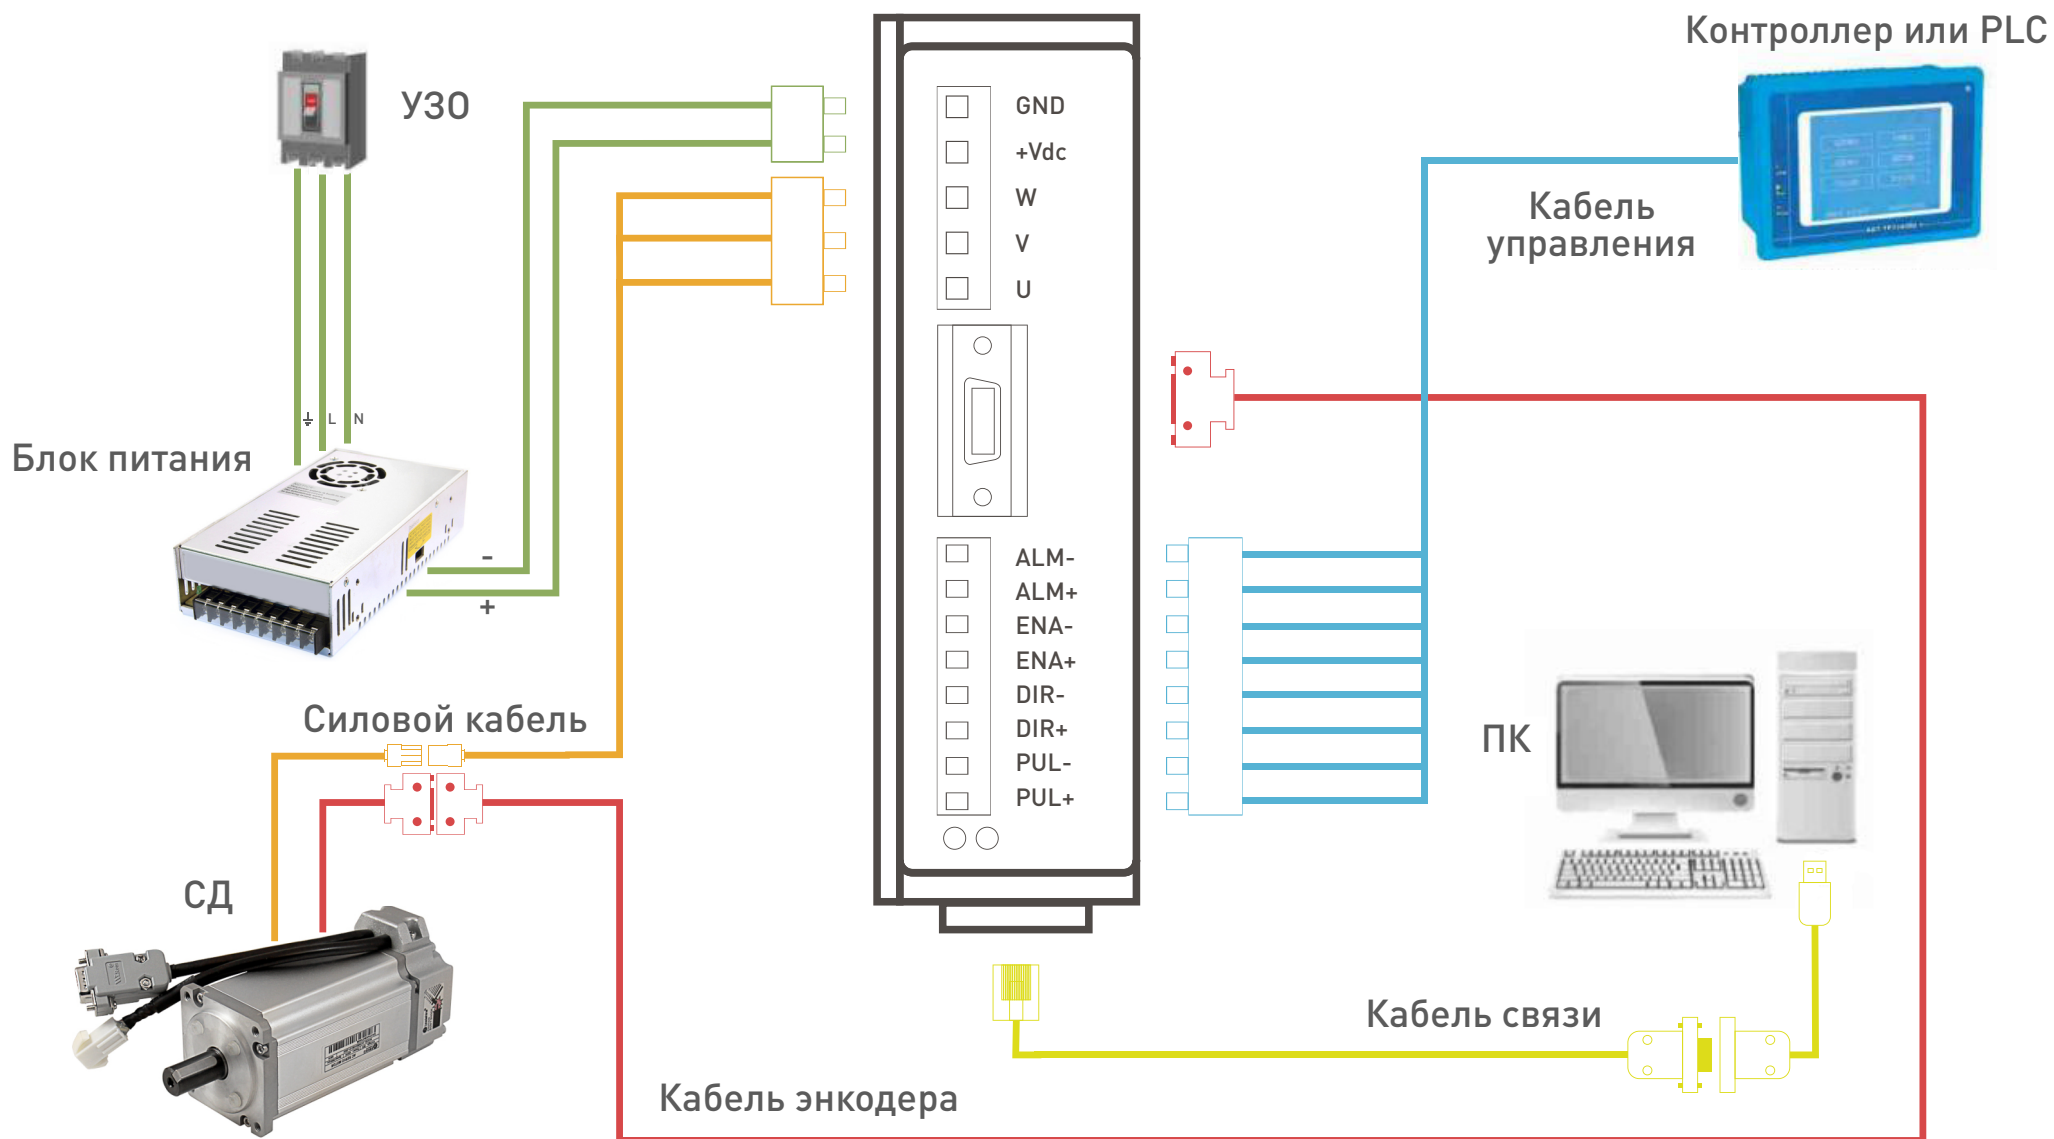 Контроллер или PLC
УЗО
GND
+Vdc
W
V
U
Кабель
управления
L
N
Блок питания
-
+
ALM-
ALM+
ENA-
ENA+
DIR-
DIR+
PUL-
PUL+
Силовой кабель
ПК
СД
Кабель связи
Кабель энкодера